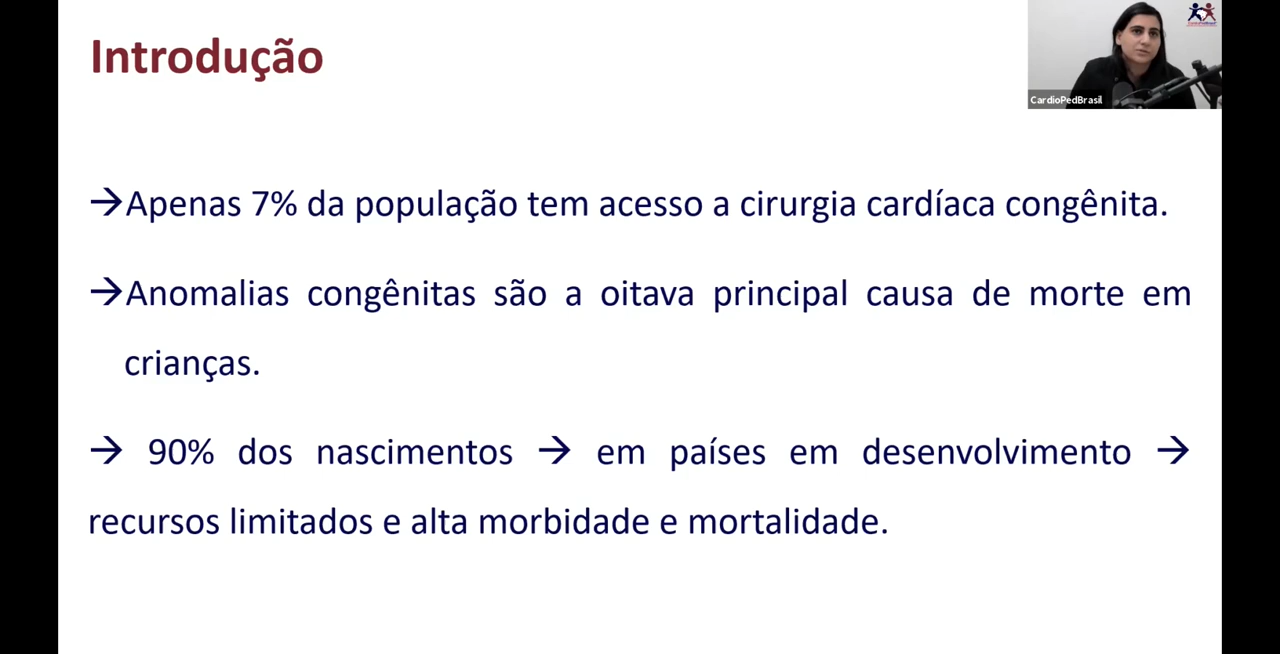 Introdução
CardioPedBrasil
→Apenas 7% da população tem acesso a cirurgia cardíaca congênita.
→Anomalias congênitas são a oitava principal causa de morte em
crianças.
→ 90% dos nascimentos → em países em desenvolvimento →
recursos limitados e alta morbidade e mortalidade.